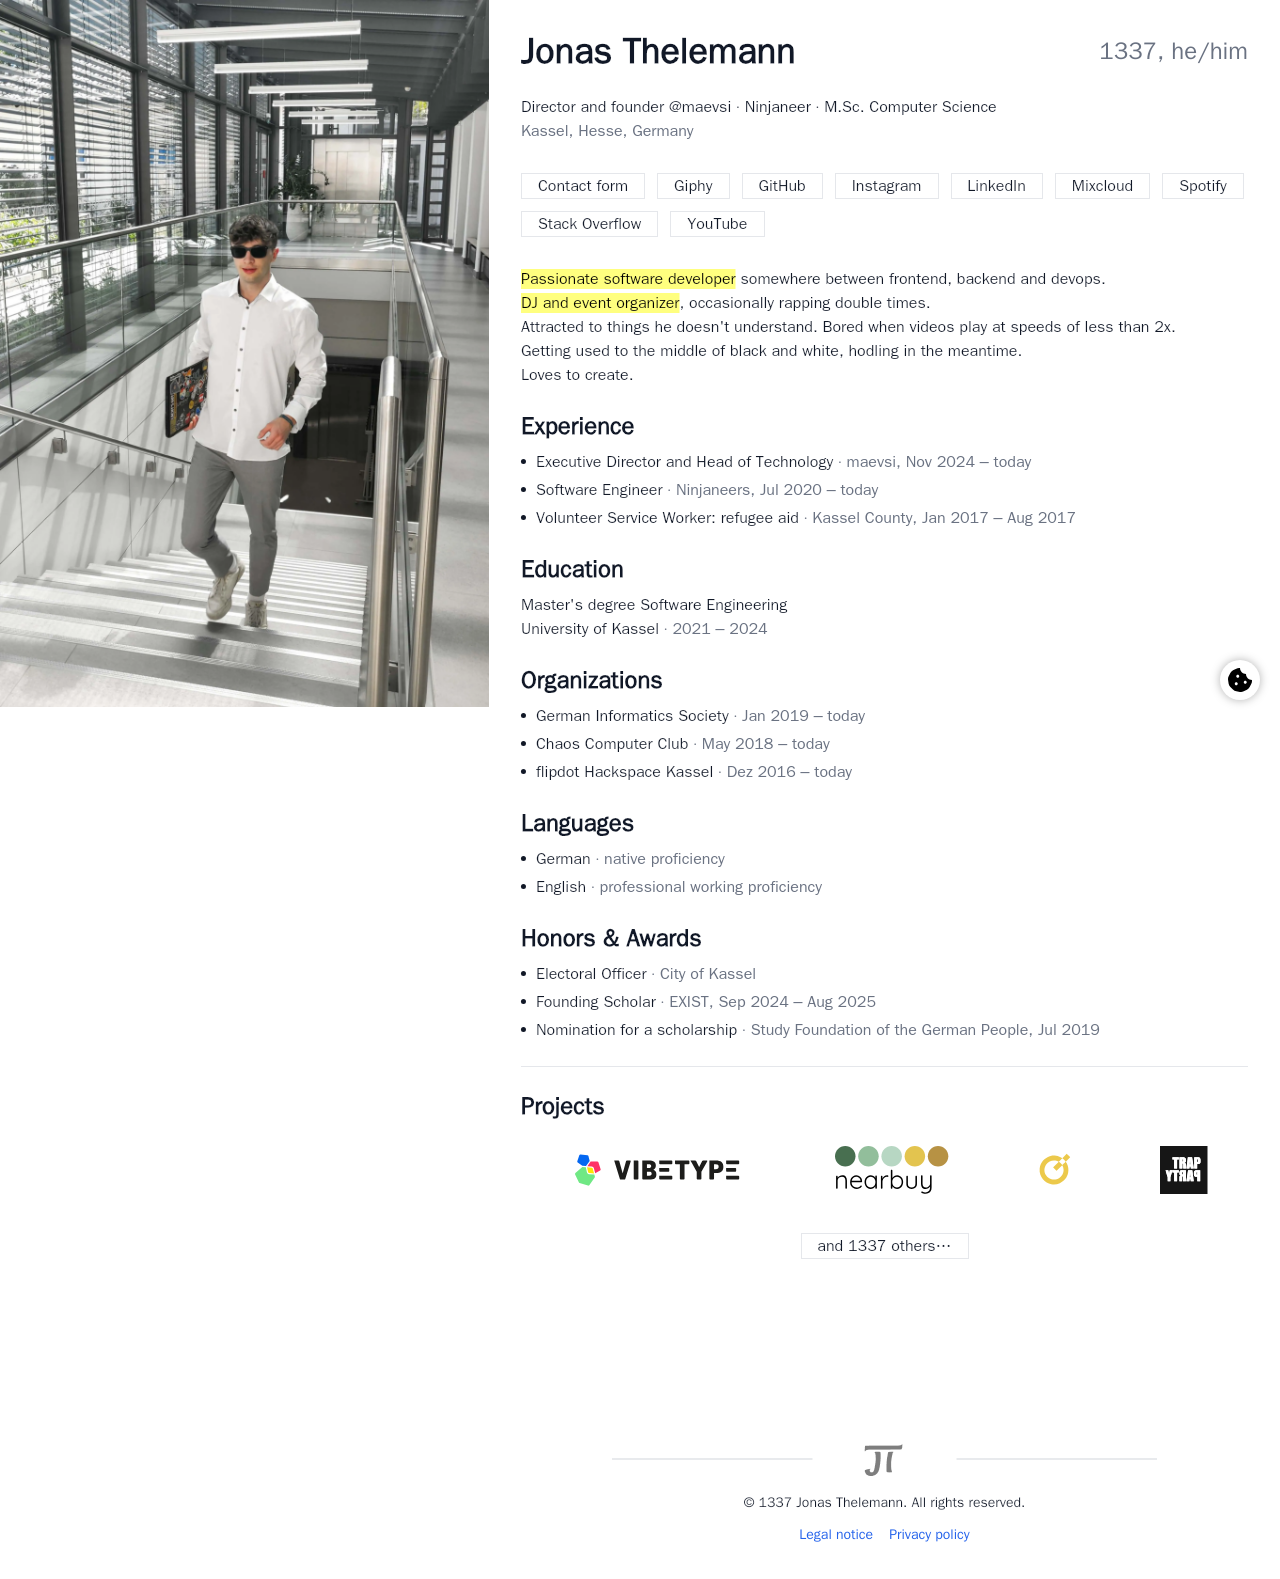 Jonas Thelemann
1337, he/him
Director and founder @maevsi · Ninjaneer · M.Sc. Computer Science
Kassel, Hesse, Germany
Contact form
Giphy
GitHub
Instagram
LinkedIn
Mixcloud
Spotify
Stack Overflow
YouTube
Passionate software developer somewhere between frontend, backend and devops.
DJ and event organizer, occasionally rapping double times.
Attracted to things he doesn't understand. Bored when videos play at speeds of less than 2x.
Getting used to the middle of black and white, hodling in the meantime.
Loves to create.
Experience
• Executive Director and Head of Technology · maevsi, Nov 2024 – today
• Software Engineer · Ninjaneers, Jul 2020 – today
• Volunteer Service Worker: refugee aid · Kassel County, Jan 2017 – Aug 2017
Education
Master's degree Software Engineering
University of Kassel · 2021 – 2024
Organizations
• German Informatics Society · Jan 2019 – today
• Chaos Computer Club · May 2018 – today
• flipdot Hackspace Kassel · Dez 2016 – today
Languages
• German · native proficiency
• English · professional working proficiency
Honors & Awards
• Electoral Officer · City of Kassel
• Founding Scholar · EXIST, Sep 2024 – Aug 2025
• Nomination for a scholarship · Study Foundation of the German People, Jul 2019
Projects
VIBETYPE
nearbuy
TRAP
PARTY
and 1337 others···
JT
© 1337 Jonas Thelemann. All rights reserved.
Legal notice
Privacy policy